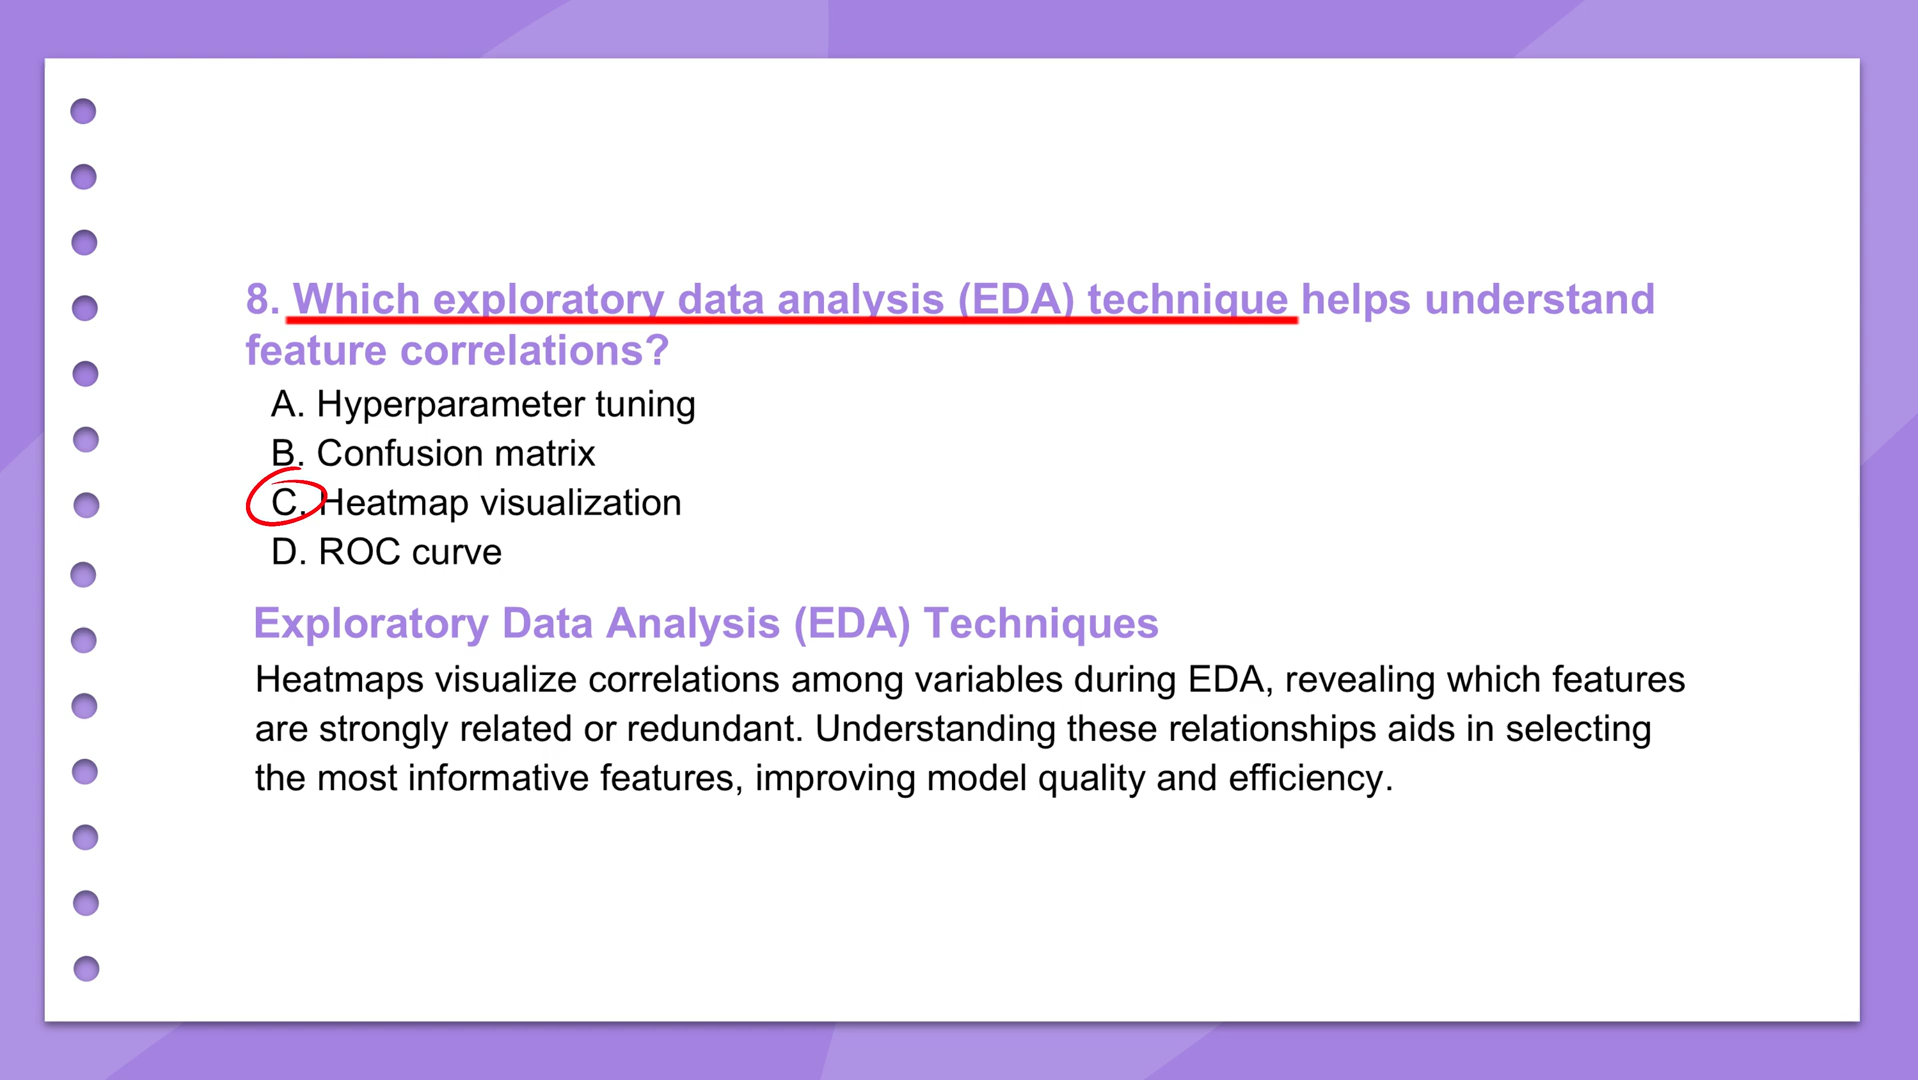 8. Which exploratory data analysis (EDA) technique helps understand
feature correlations?
A. Hyperparameter tuning
B. Confusion matrix
C. Heatmap visualization
D. ROC curve
Exploratory Data Analysis (EDA) Techniques
Heatmaps visualize correlations among variables during EDA, revealing which features
are strongly related or redundant. Understanding these relationships aids in selecting
the most informative features, improving model quality and efficiency.